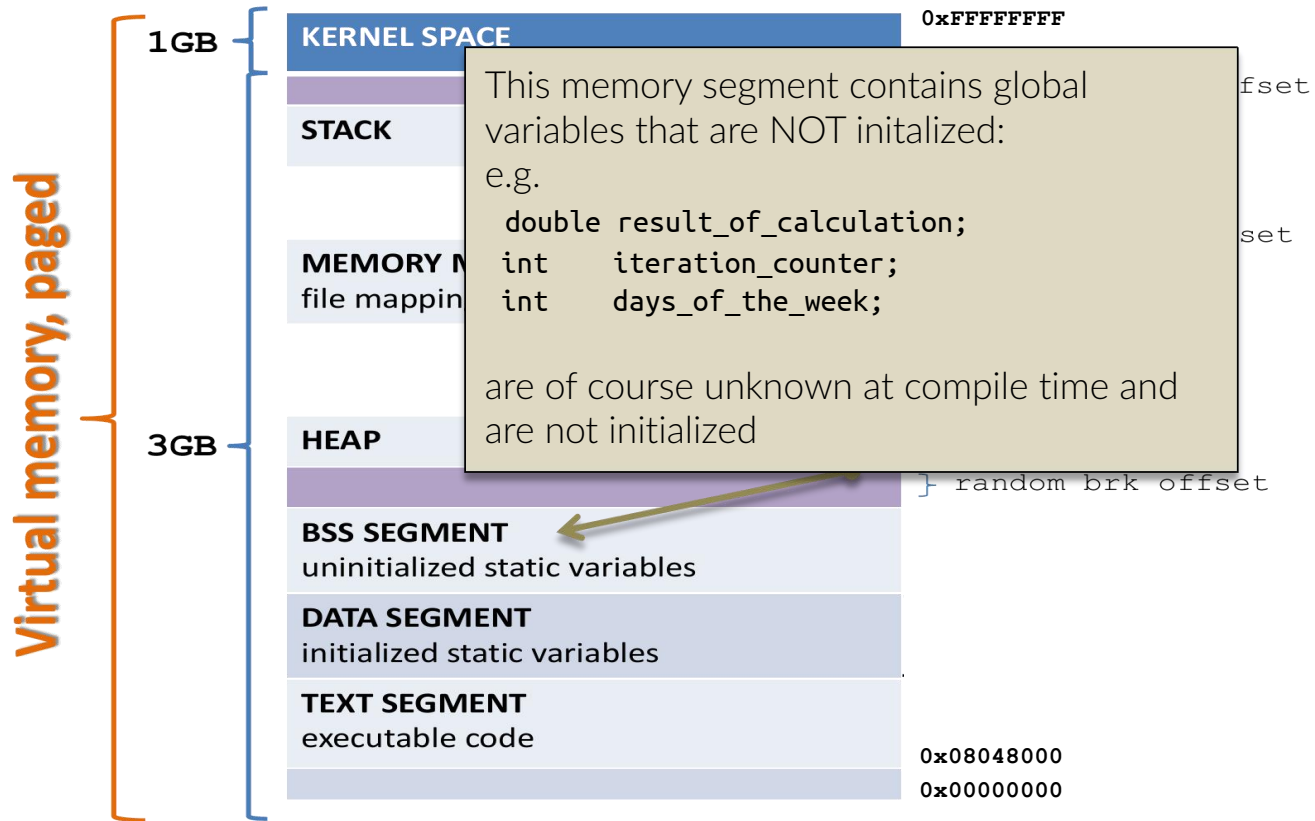 Virtual memory, paged
1GB
3GB
0xFFFFFFFF
KERNEL SPACE
fset
STACK
set
MEMORY M
file mappin
HEAP
This memory segment contains global
variables that are NOT initalized:
e.g.
double result_of_calculation;
int iteration_counter;
int days_of_the_week;
are of course unknown at compile time and
are not initialized
} random brk offset
BSS SEGMENT
uninitialized static variables
DATA SEGMENT
initialized static variables
TEXT SEGMENT
executable code
0x08048000
0x00000000